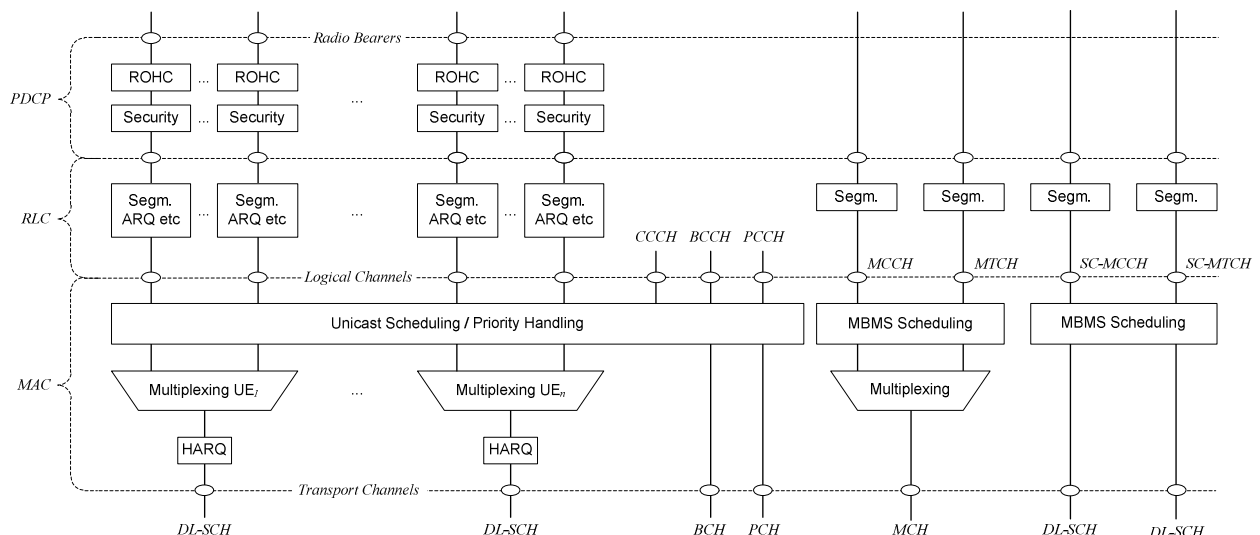 Radio Bearers
ROHC ... ROHC ROHC ... ROHC
PDCP ...
Security ... Security Security ... Security
Segm. ARQ etc ... Segm. ARQ etc ... Segm. ARQ etc ... Segm. ARQ etc Segm. Segm. Segm. Segm.
RLC
CCCH BCCH PCCH
Logical Channels MCCH MTCH SC-MCCH SC-MTCH
Unicast Scheduling / Priority Handling MBMS Scheduling MBMS Scheduling
MAC Multiplexing UE1 ... Multiplexing UEn Multiplexing
HARQ HARQ
Transport Channels
DL-SCH DL-SCH BCH PCH MCH DL-SCH DL-SCH